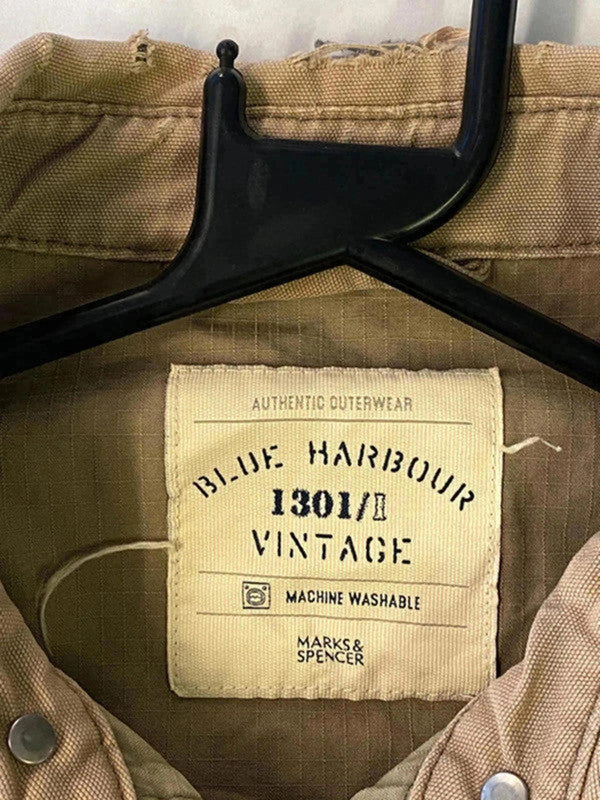 AUTHENTIC OUTERWEAR
BLUE HARBOUR
1301/I
VINTAGE
MACHINE WASHABLE
MARKS&
SPENCER